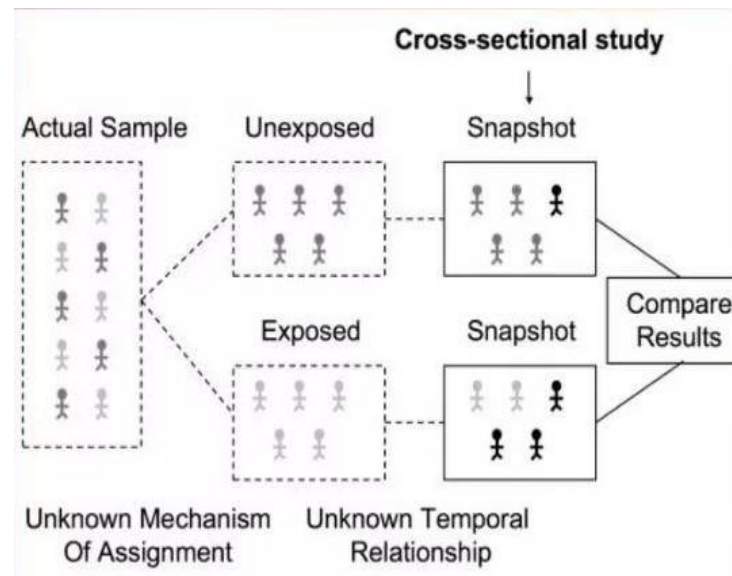 Cross-sectional study
Actual Sample
Unexposed
Snapshot
Exposed
Snapshot
Compare
Results
Unknown Mechanism
Of Assignment
Unknown Temporal
Relationship